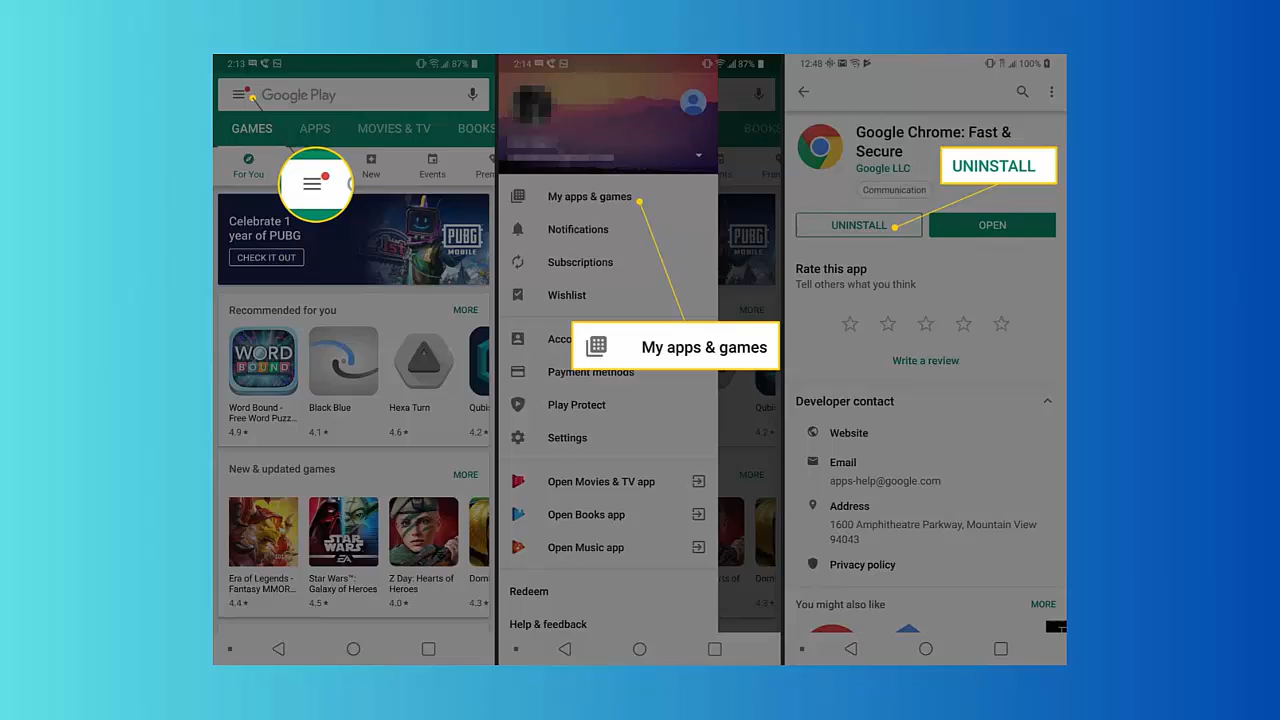 2:13
87%
Google Play
GAMES
APPS
MOVIES & TV
BOOKS
For You
New
Events
Celebrate 1
year of PUBG
CHECK IT OUT
PUBG
MOBILE
Recommended for you
MORE
WORD
BOUND
Word Bound -
Free Word Puzz...
4.9★
Black Blue
4.1★
Hexa Turn
4.6★
4.2★
New & updated games
MORE
STAR
WARS
EA
Era of Legends -
Fantasy MMOR...
4.4★
Star Wars™:
Galaxy of Heroes
4.5★
Z Day: Hearts of
Heroes
4.0★
4.3★
2:14
87%
My apps & games
Notifications
Subscriptions
Wishlist
My apps & games
Payment methods
Play Protect
Settings
Open Movies & TV app
Open Books app
Open Music app
Redeem
Help & feedback
BOOKS
PUBG
MOBILE
MORE
4.2★
MORE
4.3★
12:48
100%
Google Chrome: Fast &
Secure
Google LLC
Communication
UNINSTALL
UNINSTALL
OPEN
Rate this app
Tell others what you think
Write a review
Developer contact
Website
Email
apps-help@google.com
Address
1600 Amphitheatre Parkway, Mountain View
94043
Privacy policy
You might also like
MORE